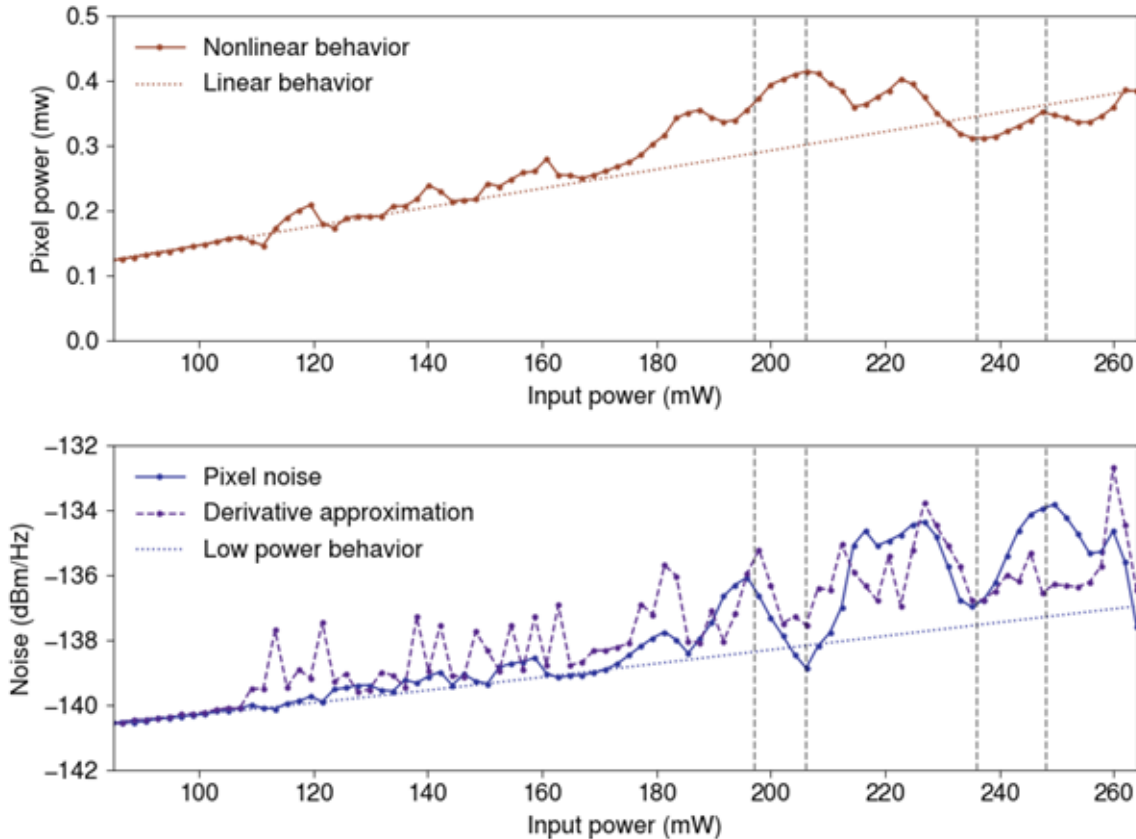 0.5
0.4
0.3
0.2
0.1
0.0
Pixel power (mw)
Nonlinear behavior
Linear behavior
100 120 140 160 180 200 220 240 260
Input power (mW)
−132
−134
−136
−138
−140
−142
Noise (dBm/Hz)
Pixel noise
Derivative approximation
Low power behavior
100 120 140 160 180 200 220 240 260
Input power (mW)